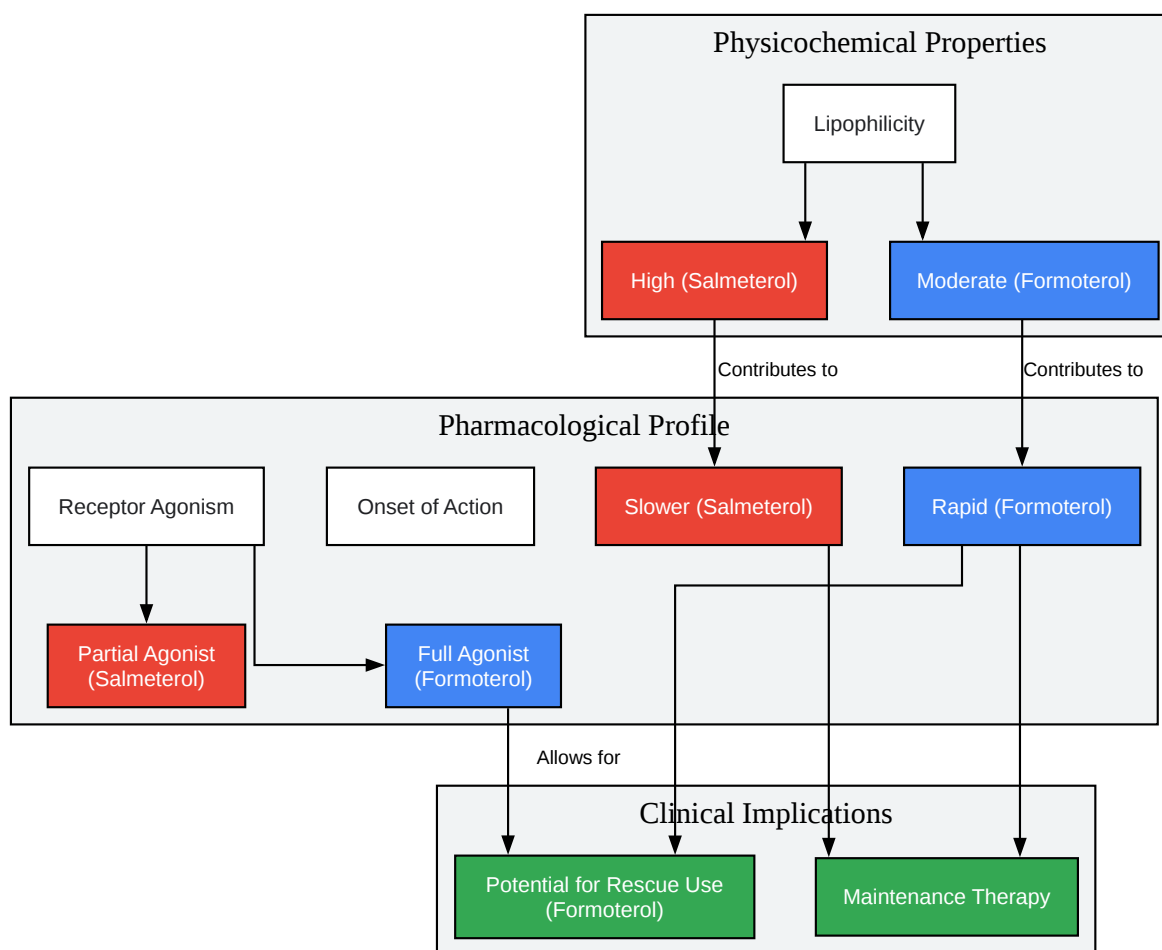 Physicochemical Properties
Lipophilicity
High (Salmeterol)
Moderate (Formoterol)
Contributes to
Contributes to
Pharmacological Profile
Receptor Agonism
Onset of Action
Slower (Salmeterol)
Rapid (Formoterol)
Partial Agonist
(Salmeterol)
Full Agonist
(Formoterol)
Allows for
Clinical Implications
Potential for Rescue Use
(Formoterol)
Maintenance Therapy